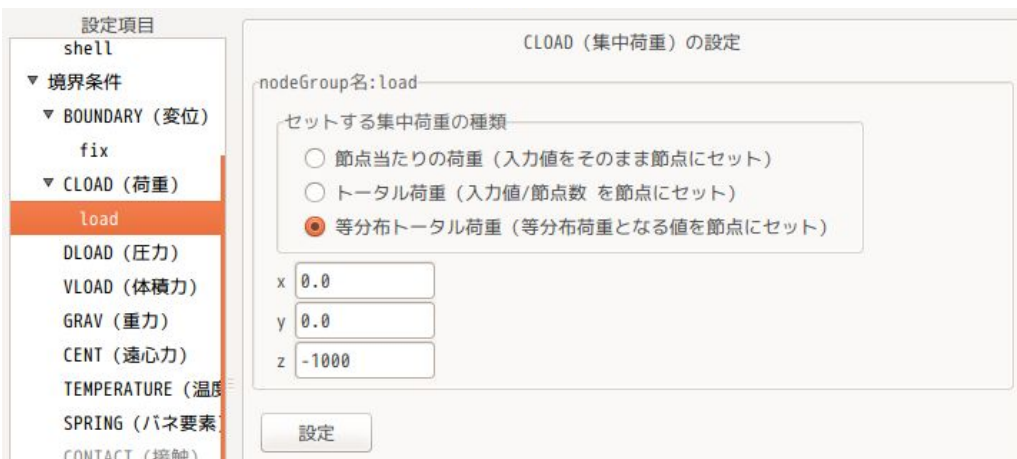 設定項目
shell
▼ 境界条件
▼ BOUNDARY (変位)
fix
▼ CLOAD (荷重)
load
DLOAD (圧力)
VLOAD (体積力)
GRAV (重力)
CENT (遠心力)
TEMPERATURE (温度
SPRING (バネ要素)
CONTACT (接触)
CLOAD (集中荷重) の設定
nodeGroup名:load
セットする集中荷重の種類
節点当たりの荷重 (入力値をそのまま節点にセット)
トータル荷重 (入力値/節点数 を節点にセット)
等分布トータル荷重 (等分布荷重となる値を節点にセット)
x 0.0
y 0.0
z -1000
設定